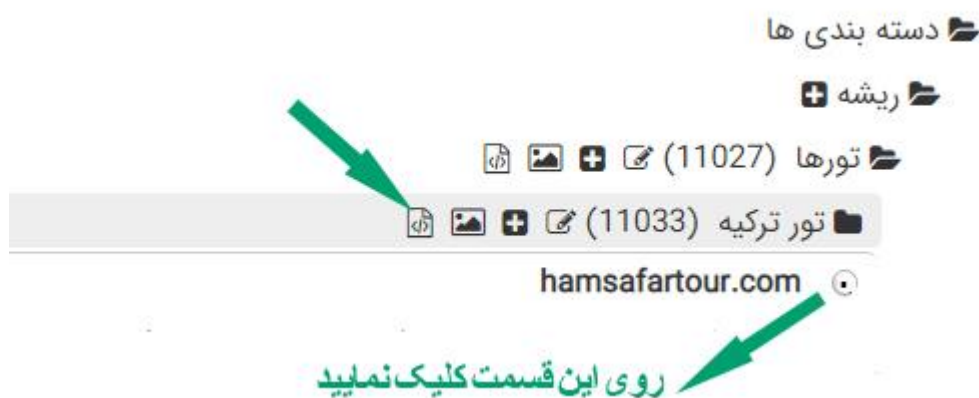 دسته بندی ها
ریشه
تورها (11027)
تور ترکیه (11033)
hamsafartour.com
روی این قسمت کلیک نمایید